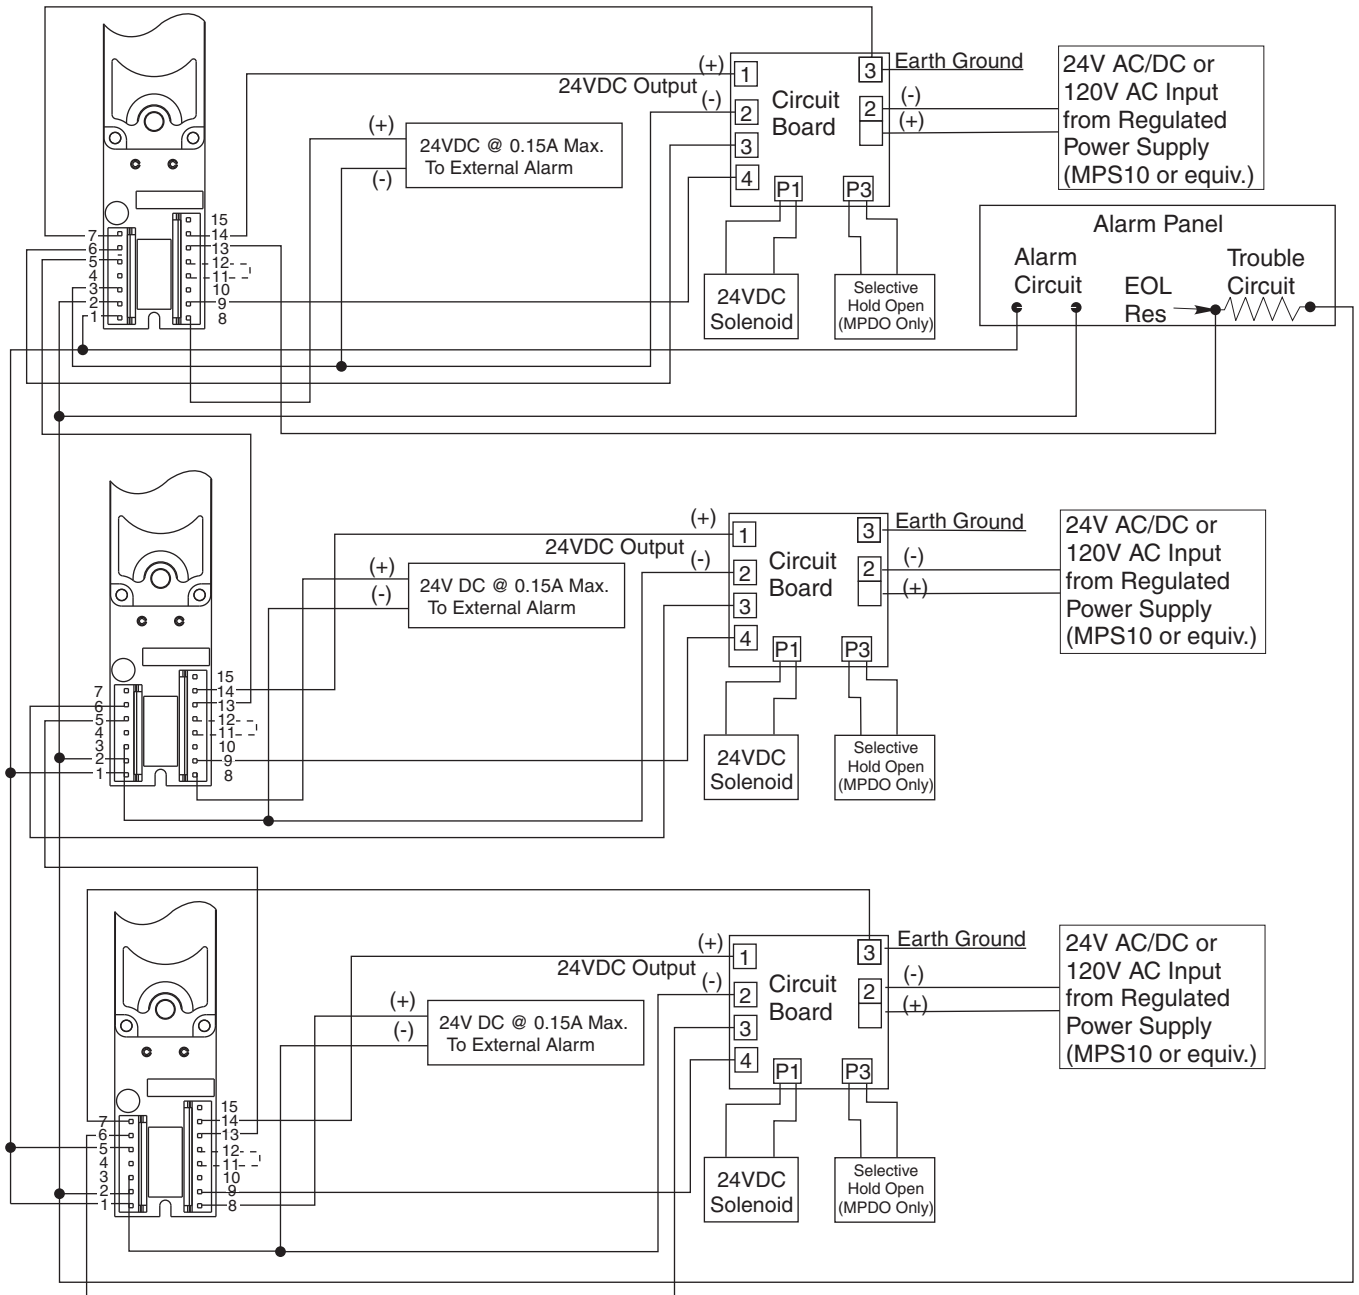 (+)
24VDC Output
(-)
1
2
3
4
Circuit
Board
3
2
P1
P3
Earth Ground
(-)
(+)
24V AC/DC or
120V AC Input
from Regulated
Power Supply
(MPS10 or equiv.)
(+)
(-)
24VDC @ 0.15A Max.
To External Alarm
24VDC
Solenoid
Selective
Hold Open
(MPDO Only)
Alarm Panel
Alarm
Circuit
EOL
Res
Trouble
Circuit
7
6
5
4
3
2
1
15
14
13
12
11
10
9
8
(+)
24VDC Output
(-)
1
2
3
4
Circuit
Board
3
2
P1
P3
Earth Ground
(-)
(+)
24V AC/DC or
120V AC Input
from Regulated
Power Supply
(MPS10 or equiv.)
(+)
(-)
24V DC @ 0.15A Max.
To External Alarm
24VDC
Solenoid
Selective
Hold Open
(MPDO Only)
7
6
5
4
3
2
1
15
14
13
12
11
10
9
8
(+)
24VDC Output
(-)
1
2
3
4
Circuit
Board
3
2
P1
P3
Earth Ground
(-)
(+)
24V AC/DC or
120V AC Input
from Regulated
Power Supply
(MPS10 or equiv.)
(+)
(-)
24V DC @ 0.15A Max.
To External Alarm
24VDC
Solenoid
Selective
Hold Open
(MPDO Only)
7
6
5
4
3
2
1
15
14
13
12
11
10
9
8